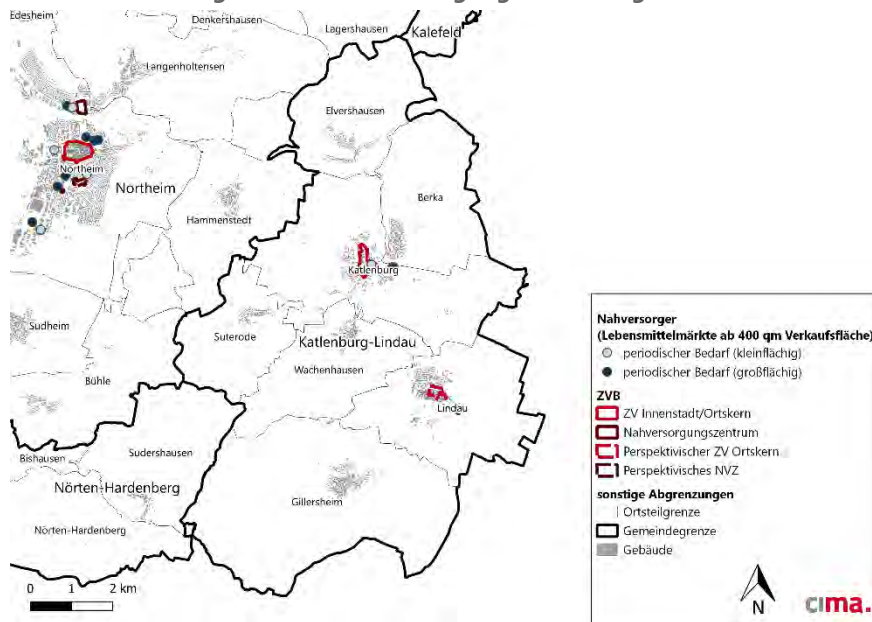 Edesheim
Denkershausen
Lagershausen
Kalefeld
Langenholtensen
Elvershausen
Northeim
Northeim
Berka
Hammenstedt
Katlenburg
Sudheim
Suterode
Katlenburg-Lindau
Wachenhausen
Bühle
Lindau
Bishausen
Sudershausen
Nörten-Hardenberg
Gillersheim
Nörten-Hardenberg
0 1 2 km
Nahversorger
(Lebensmittelmärkte ab 400 qm Verkaufsfläche)
periodischer Bedarf (kleinflächig)
periodischer Bedarf (großflächig)
ZVB
ZV Innenstadt/Ortskern
Nahversorgungszentrum
Perspektivischer ZV Ortskern
Perspektivisches NVZ
sonstige Abgrenzungen
Ortsteilgrenze
Gemeindegrenze
Gebäude
N
cima.